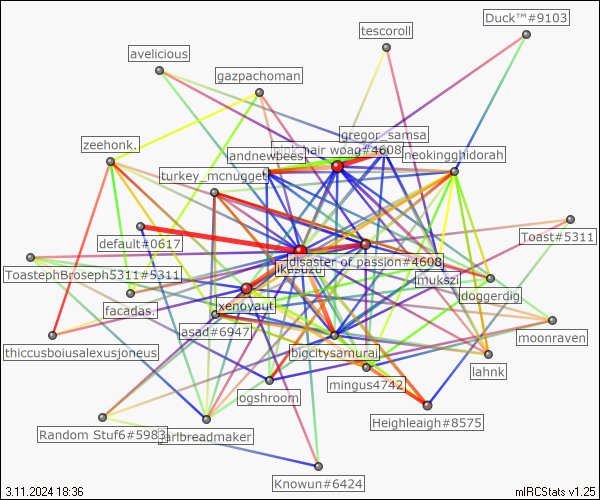 Duck™#9103
tescoroll
avelicious
gazpachoman
gregor_samsa
zeehonk.
pink hair woag#4608
andnewbees
neokingghidorah
turkey_mcnugget
default#0617
Toast#5311
disaster of passion#4608
ToastephBroseph5311#5311
mukszi
doggerdig
facadas.
xenoyaut
asad#6947
moonraven
thiccusboiusalexusjoneus
bigcitysamurai
lahnk
mingus4742
ogshroom
Heighleaigh#8575
Random Stuf6#5983
carlbreadmaker
Knowun#6424
3.11.2024 18:36
mIRCStats v1.25